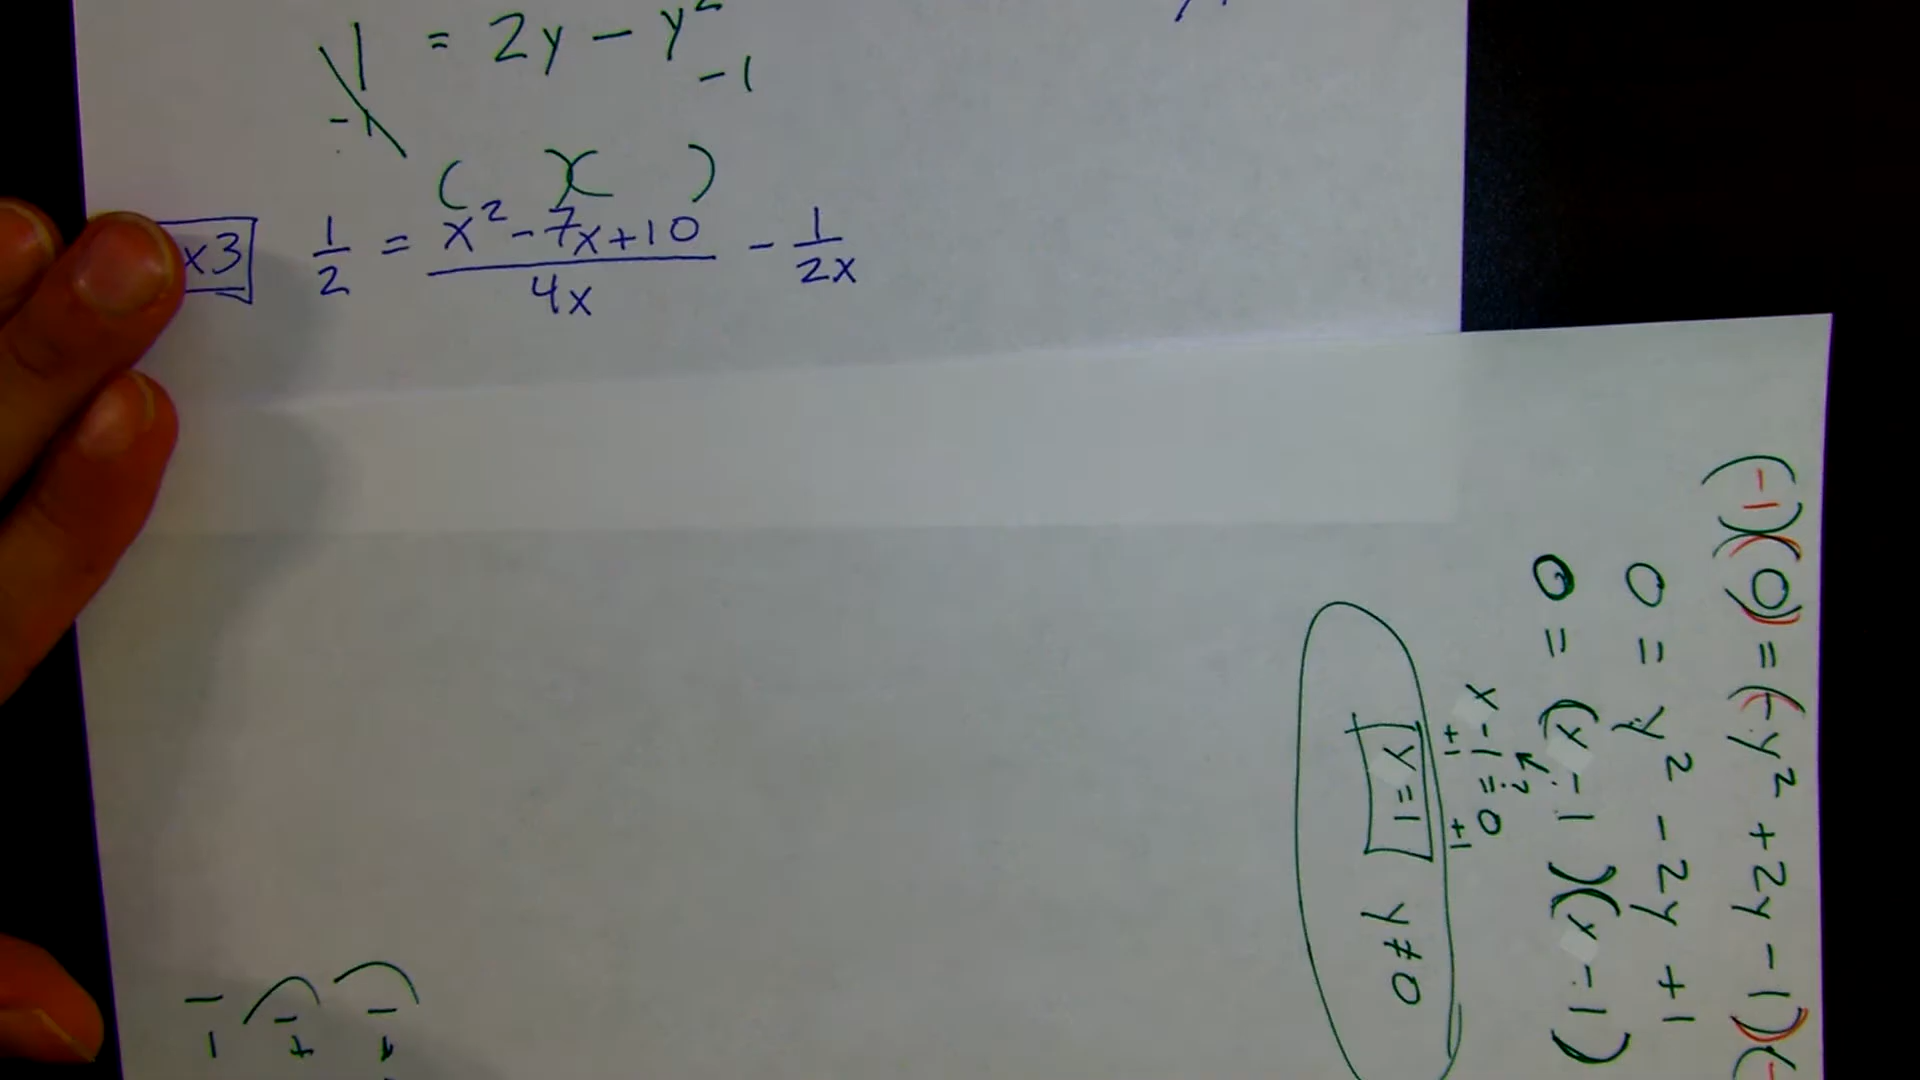 1 = 2y - y²
-1 -1
( )( )
x3 1/2 = (x² - 7x + 10)/4x - 1/2x
(-1)(0) = (-y² + 2y - 1)(-
0 = y² - 2y + 1
0 = (y - 1)(y - 1)
?
y - 1 = 0
+1 +1
y = 1 y ≠ 0